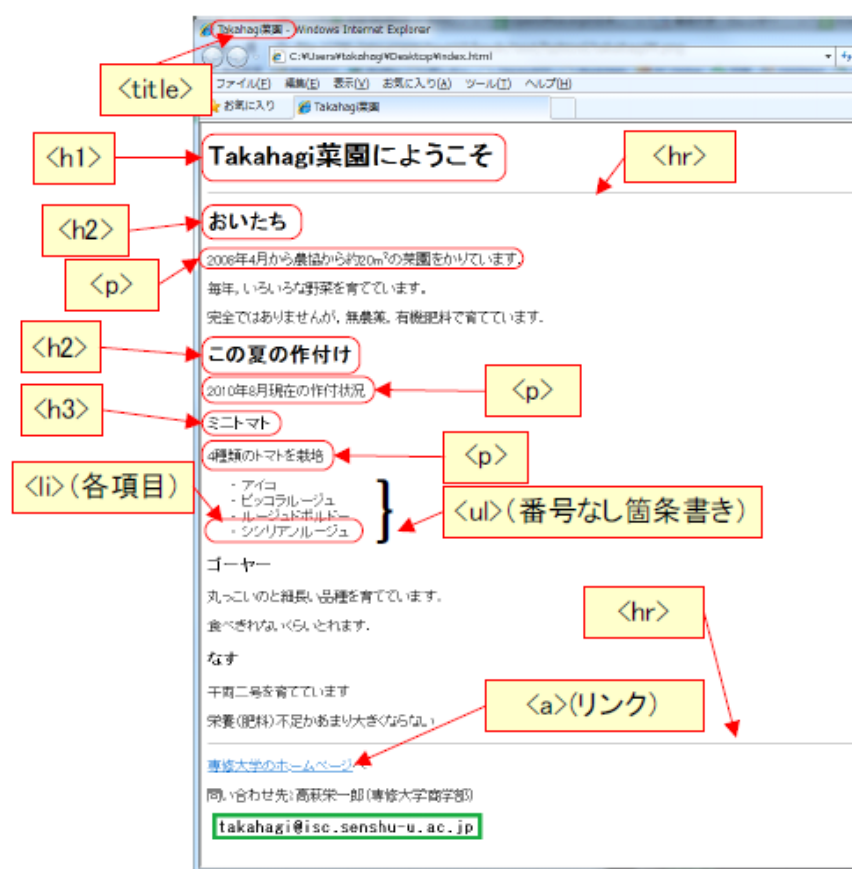 Takahagi菜園 - Windows Internet Explorer
<title>
C:¥Users¥takahagi¥Desktop¥index.html
ファイル(F) 編集(E) 表示(V) お気に入り(A) ツール(T) ヘルプ(H)
お気に入り Takahagi菜園
<h1>
Takahagi菜園にようこそ
<hr>
<h2>
おいたち
<p>
2008年4月から農協から約20m²の菜園をかりています。
毎年，いろいろな野菜を育てています。
完全ではありませんが，無農薬，有機肥料で育てています．
<h2>
この夏の作付け
2010年8月現在の作付状況
<p>
<h3>
ミニトマト
4種類のトマトを栽培
<p>
<li>(各項目)
・アイコ
・ピッコラルージュ
・ルージュドボルドー
・シシリアンルージュ
<ul>(番号なし箇条書き)
ゴーヤー
丸っこいのと細長い品種を育てています．
食べきれないくらいとれます．
<hr>
なす
千両二号を育てています
栄養(肥料)不足かあまり大きくならない
<a>(リンク)
専修大学のホームページへ
問い合わせ先：高萩栄一郎(専修大学商学部)
takahagi@isc.senshu-u.ac.jp